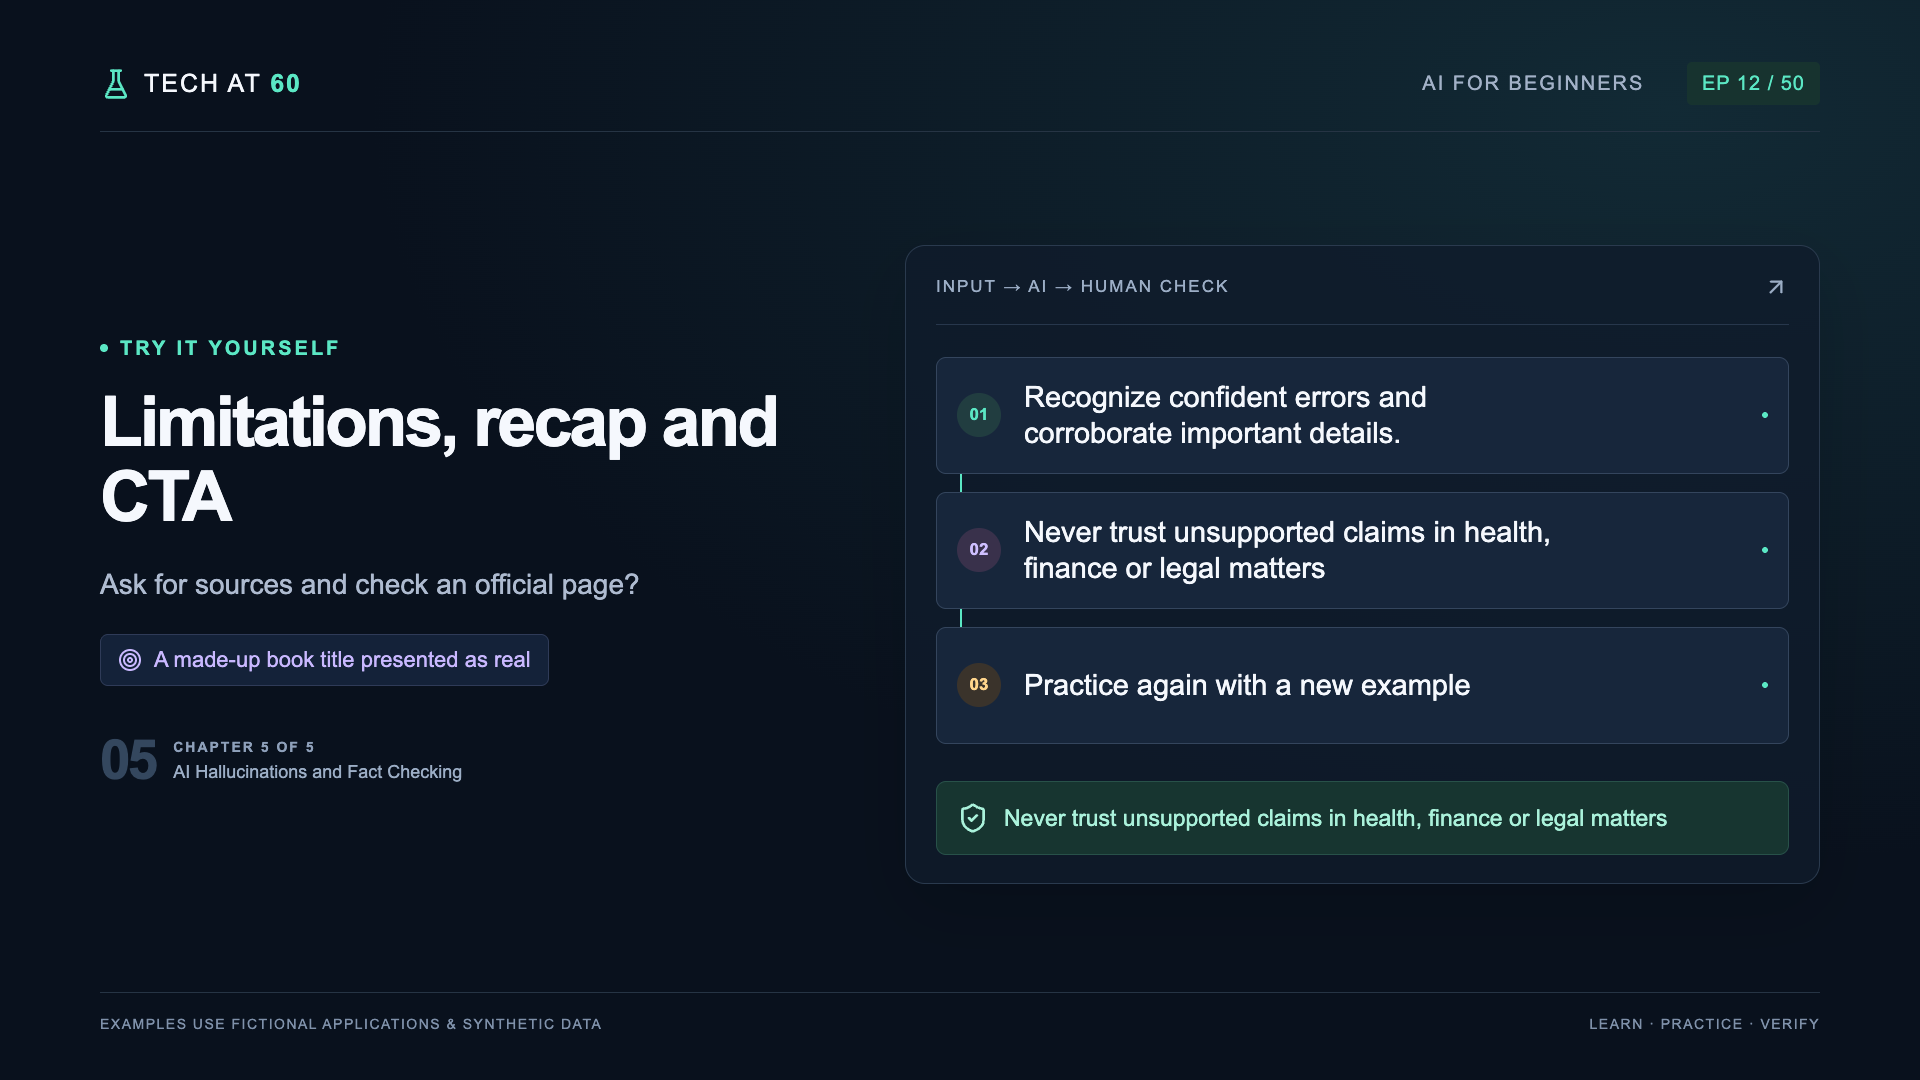 TECH AT 60
AI FOR BEGINNERS
EP 12 / 50
TRY IT YOURSELF
Limitations, recap and
CTA
Ask for sources and check an official page?
A made-up book title presented as real
05
CHAPTER 5 OF 5
AI Hallucinations and Fact Checking
INPUT → AI → HUMAN CHECK
01
Recognize confident errors and
corroborate important details.
02
Never trust unsupported claims in health,
finance or legal matters
03
Practice again with a new example
Never trust unsupported claims in health, finance or legal matters
EXAMPLES USE FICTIONAL APPLICATIONS & SYNTHETIC DATA
LEARN · PRACTICE · VERIFY